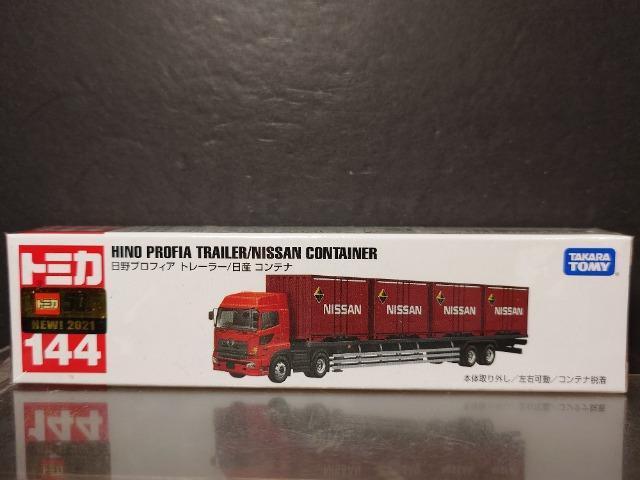 トミカ
トミカ
NEW! 2021
144
HINO PROFIA TRAILER/NISSAN CONTAINER
日野プロフィア トレーラー/日産 コンテナ
NISSAN
NISSAN
NISSAN
NISSAN
TAKARA
TOMY
本体取り外し/左右可動/コンテナ脱着